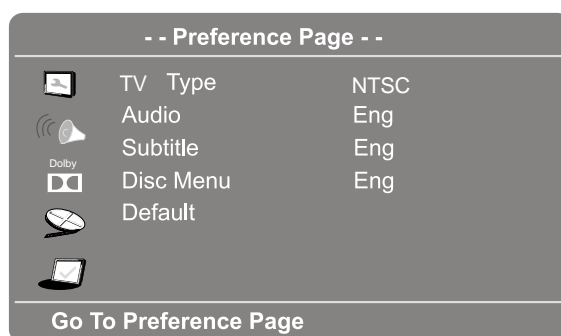 - - Preference Page - -
TV Type NTSC
Audio Eng
Subtitle Eng
Dolby
Disc Menu Eng
Default
Go To Preference Page